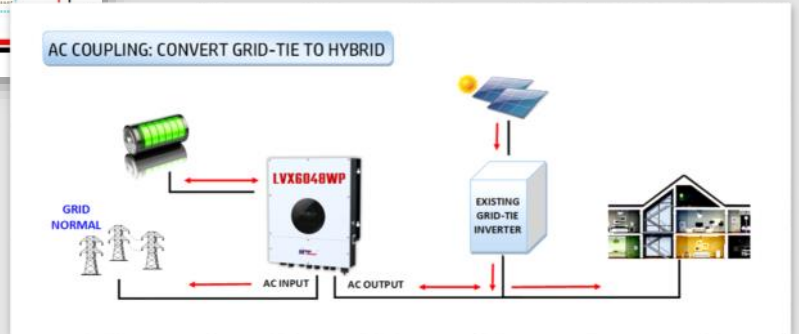 AC COUPLING: CONVERT GRID-TIE TO HYBRID
LVX6048WP
EXISTING
GRID-TIE
INVERTER
GRID
NORMAL
AC INPUT
AC OUTPUT